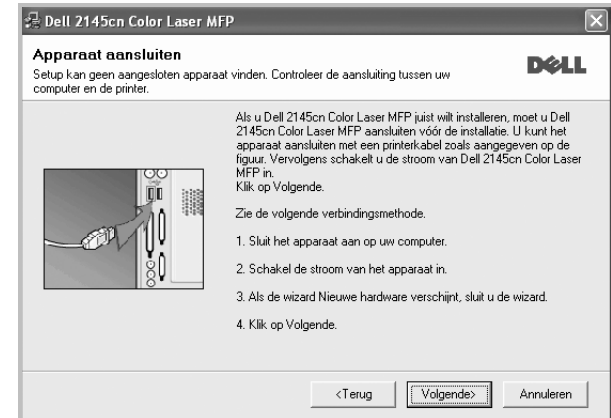 Dell 2145cn Color Laser MFP
Apparaat aansluiten
Setup kan geen aangesloten apparaat vinden. Controleer de aansluiting tussen uw
computer en de printer.
DELL
Als u Dell 2145cn Color Laser MFP juist wilt installeren, moet u Dell
2145cn Color Laser MFP aansluiten vóór de installatie. U kunt het
apparaat aansluiten met een printerkabel zoals aangegeven op de
figuur. Vervolgens schakelt u de stroom van Dell 2145cn Color Laser
MFP in.
Klik op Volgende.
Zie de volgende verbindingsmethode.
1. Sluit het apparaat aan op uw computer.
2. Schakel de stroom van het apparaat in.
3. Als de wizard Nieuwe hardware verschijnt, sluit u de wizard.
4. Klik op Volgende.
<Terug
Volgende>
Annuleren